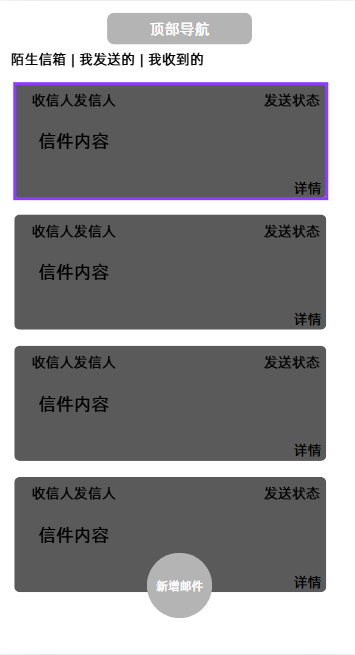 顶部导航
陌生信箱 | 我发送的 | 我收到的
收信人发信人 发送状态
信件内容
详情
收信人发信人 发送状态
信件内容
详情
收信人发信人 发送状态
信件内容
详情
收信人发信人 发送状态
信件内容
详情
新增邮件